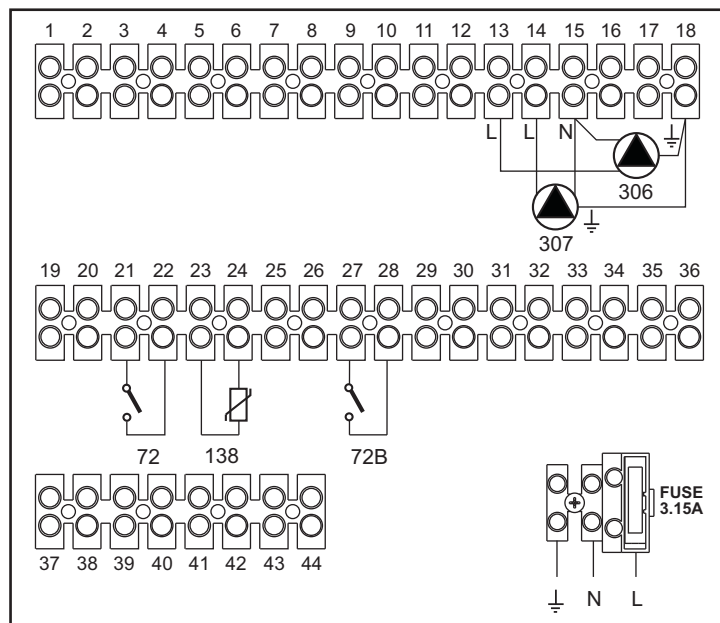 1 2 3 4 5 6 7 8 9 10 11 12 13 14 15 16 17 18
L L N
306
307
19 20 21 22 23 24 25 26 27 28 29 30 31 32 33 34 35 36
72 138 72B
FUSE
3.15A
37 38 39 40 41 42 43 44
N L